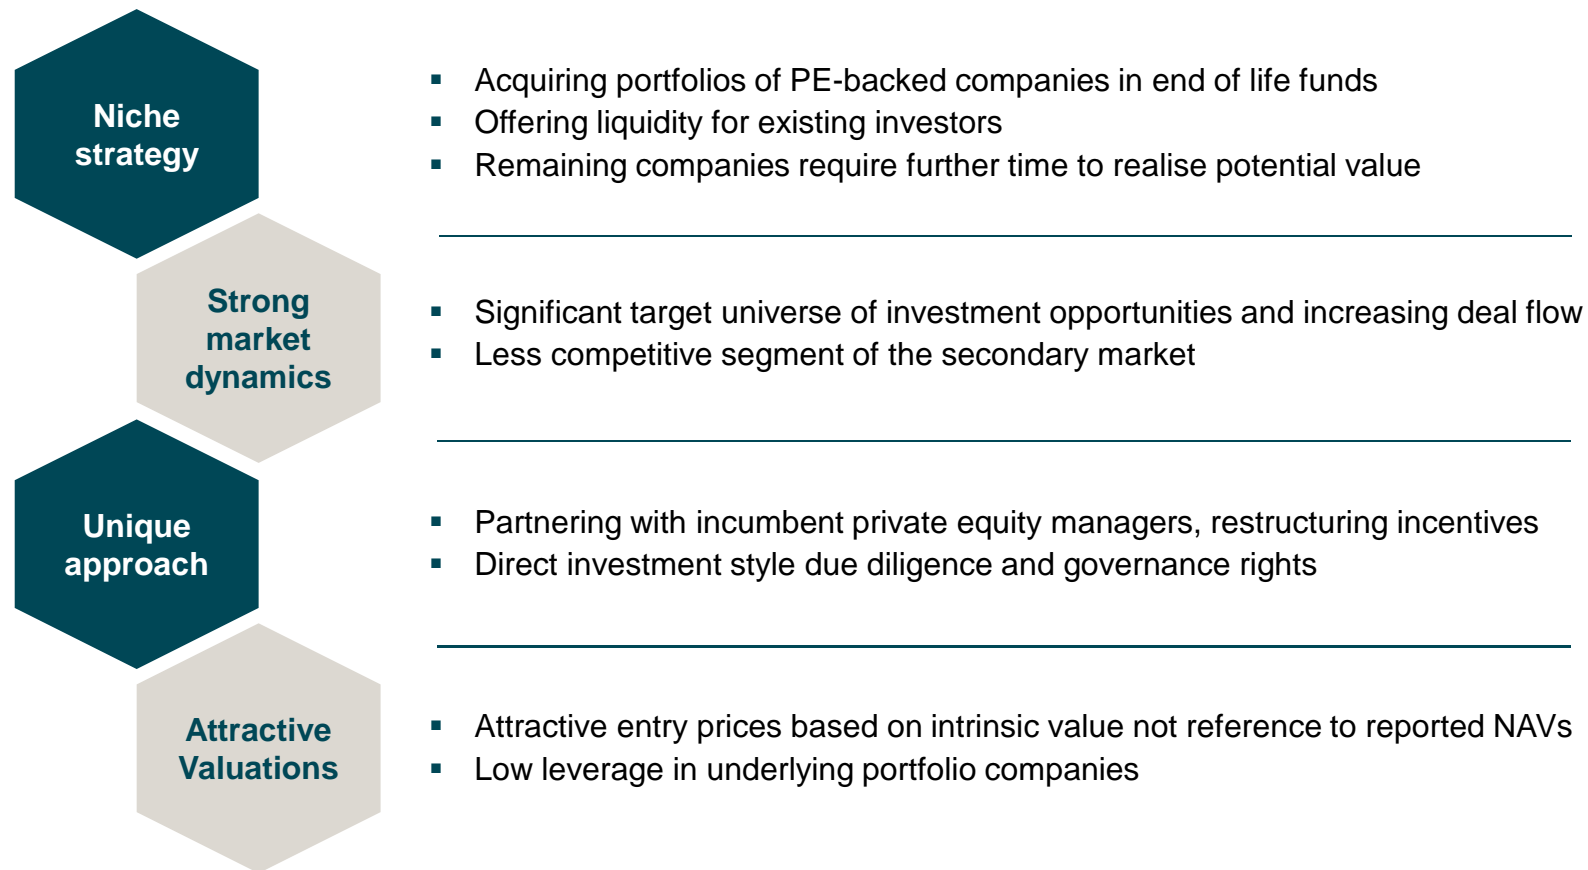 Niche
strategy
▪ Acquiring portfolios of PE-backed companies in end of life funds
▪ Offering liquidity for existing investors
▪ Remaining companies require further time to realise potential value
Strong
market
dynamics
▪ Significant target universe of investment opportunities and increasing deal flow
▪ Less competitive segment of the secondary market
Unique
approach
▪ Partnering with incumbent private equity managers, restructuring incentives
▪ Direct investment style due diligence and governance rights
Attractive
Valuations
▪ Attractive entry prices based on intrinsic value not reference to reported NAVs
▪ Low leverage in underlying portfolio companies